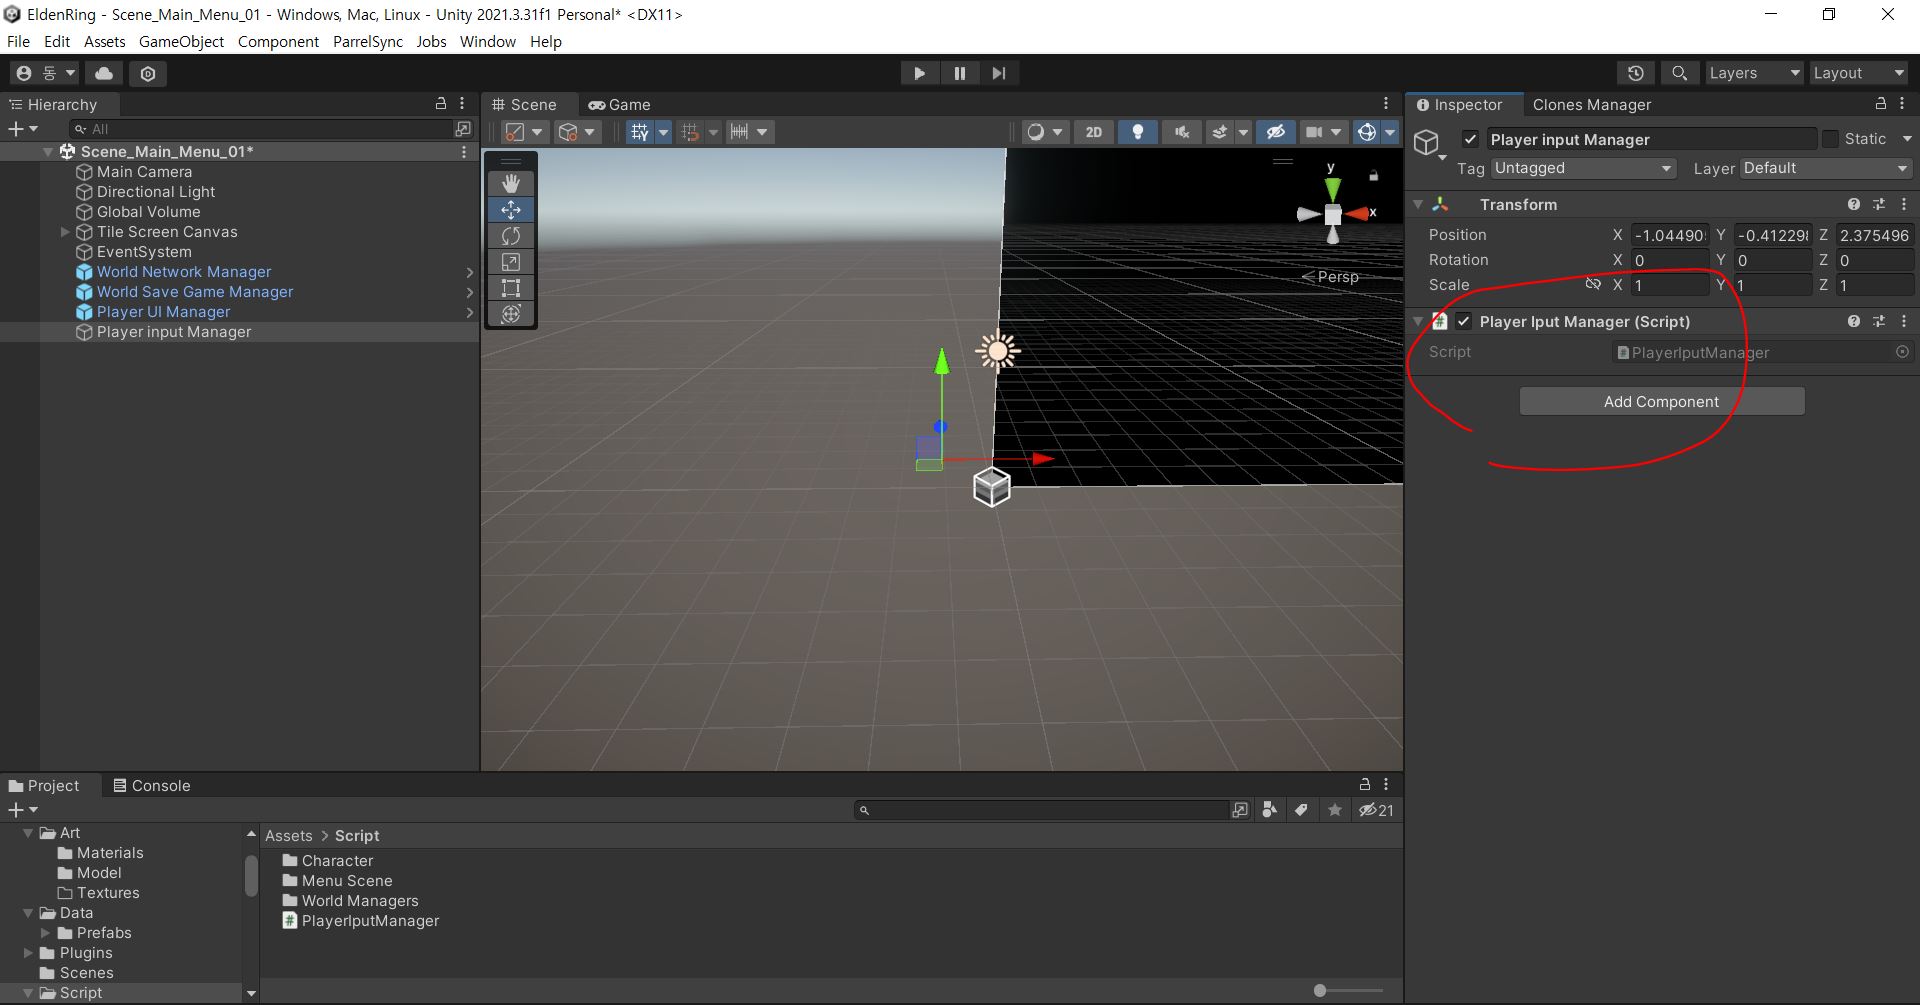 EldenRing - Scene_Main_Menu_01 - Windows, Mac, Linux - Unity 2021.3.31f1 Personal* <DX11>
File Edit Assets GameObject Component ParrelSync Jobs Window Help
동 Layers Layout
Hierarchy
All
Scene_Main_Menu_01*
Main Camera
Directional Light
Global Volume
Tile Screen Canvas
EventSystem
World Network Manager
World Save Game Manager
Player UI Manager
Player input Manager
Scene Game
2D
y
x
Persp
Inspector Clones Manager
Player input Manager Static
Tag Untagged Layer Default
Transform
Position X -1.04490 Y -0.41229 Z 2.375496
Rotation X 0 Y 0 Z 0
Scale X 1 Y 1 Z 1
# Player Iput Manager (Script)
Script # PlayerIputManager
Add Component
Project Console
21
Art
Materials
Model
Textures
Data
Prefabs
Plugins
Scenes
Script
Assets > Script
Character
Menu Scene
World Managers
# PlayerIputManager